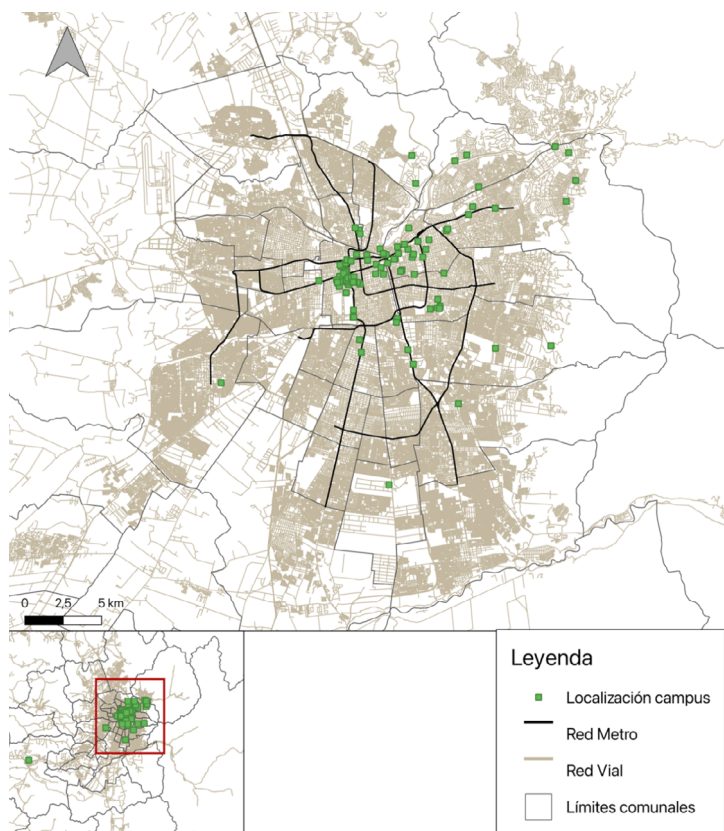 0 2,5 5 km
Leyenda
Localización campus
Red Metro
Red Vial
Límites comunales